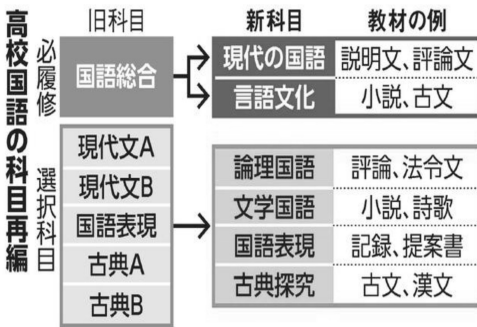 高校国語の科目再編
旧科目
新科目
教材の例
必履修
国語総合
現代の国語
説明文、評論文
言語文化
小説、古文
選択科目
現代文A
現代文B
国語表現
古典A
古典B
論理国語
評論、法令文
文学国語
小説、詩歌
国語表現
記録、提案書
古典探究
古文、漢文